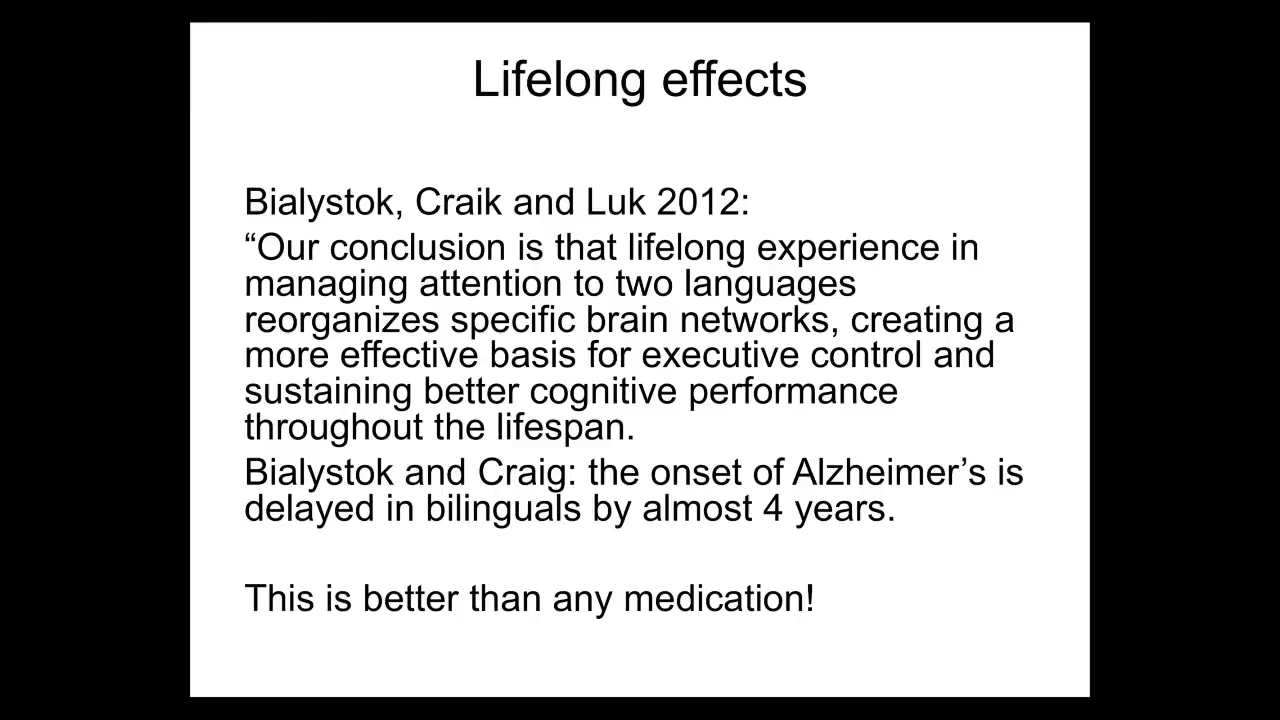 Lifelong effects
Bialystok, Craik and Luk 2012:
“Our conclusion is that lifelong experience in
managing attention to two languages
reorganizes specific brain networks, creating a
more effective basis for executive control and
sustaining better cognitive performance
throughout the lifespan.
Bialystok and Craig: the onset of Alzheimer’s is
delayed in bilinguals by almost 4 years.
This is better than any medication!